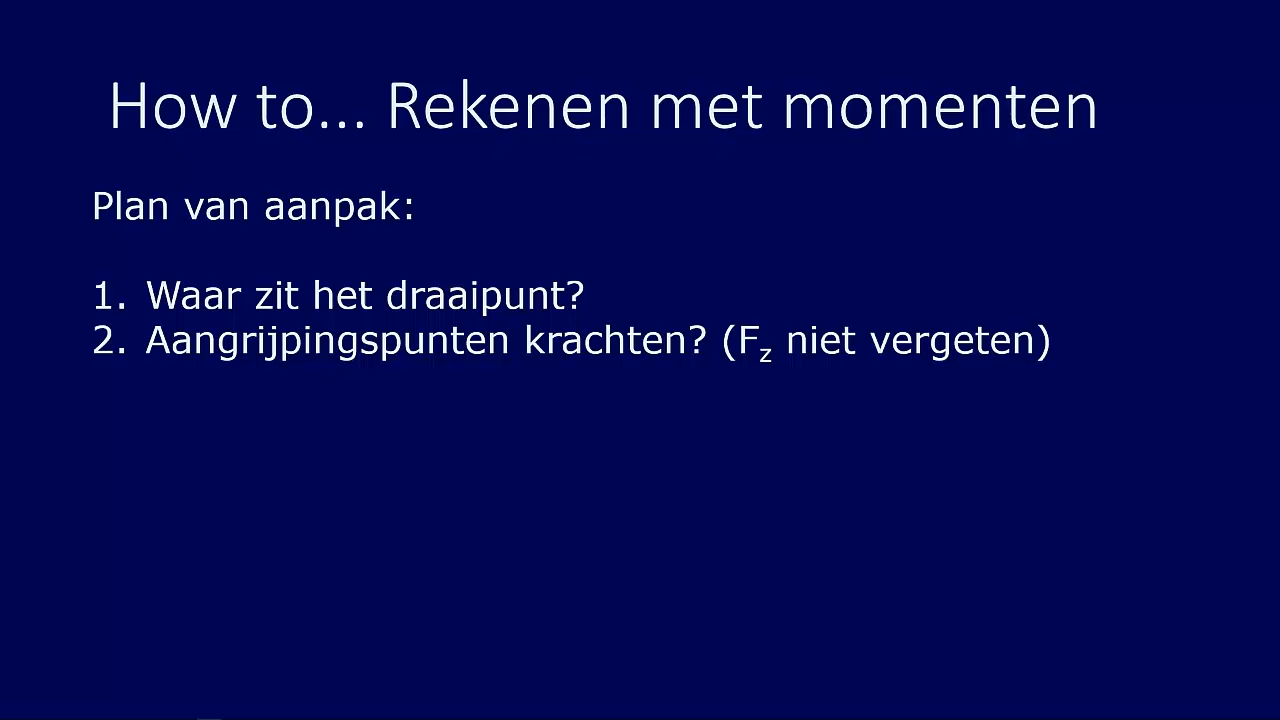 How to... Rekenen met momenten
Plan van aanpak:
1. Waar zit het draaipunt?
2. Aangrijpingspunten krachten? (Fz niet vergeten)